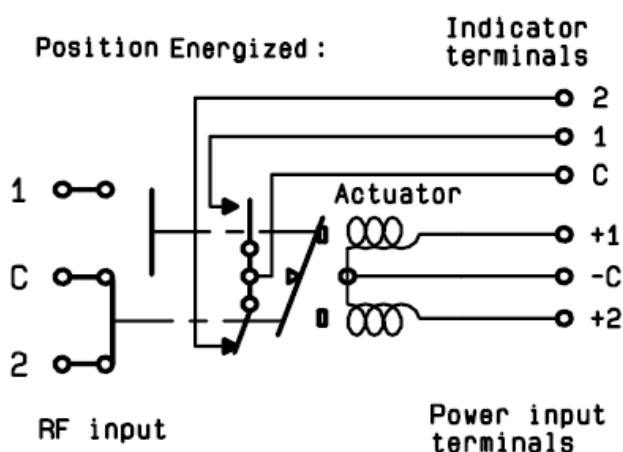 Position Energized :
Indicator
terminals
2
1
C
1
Actuator
+1
C
-C
+2
2
RF input
Power input
terminals